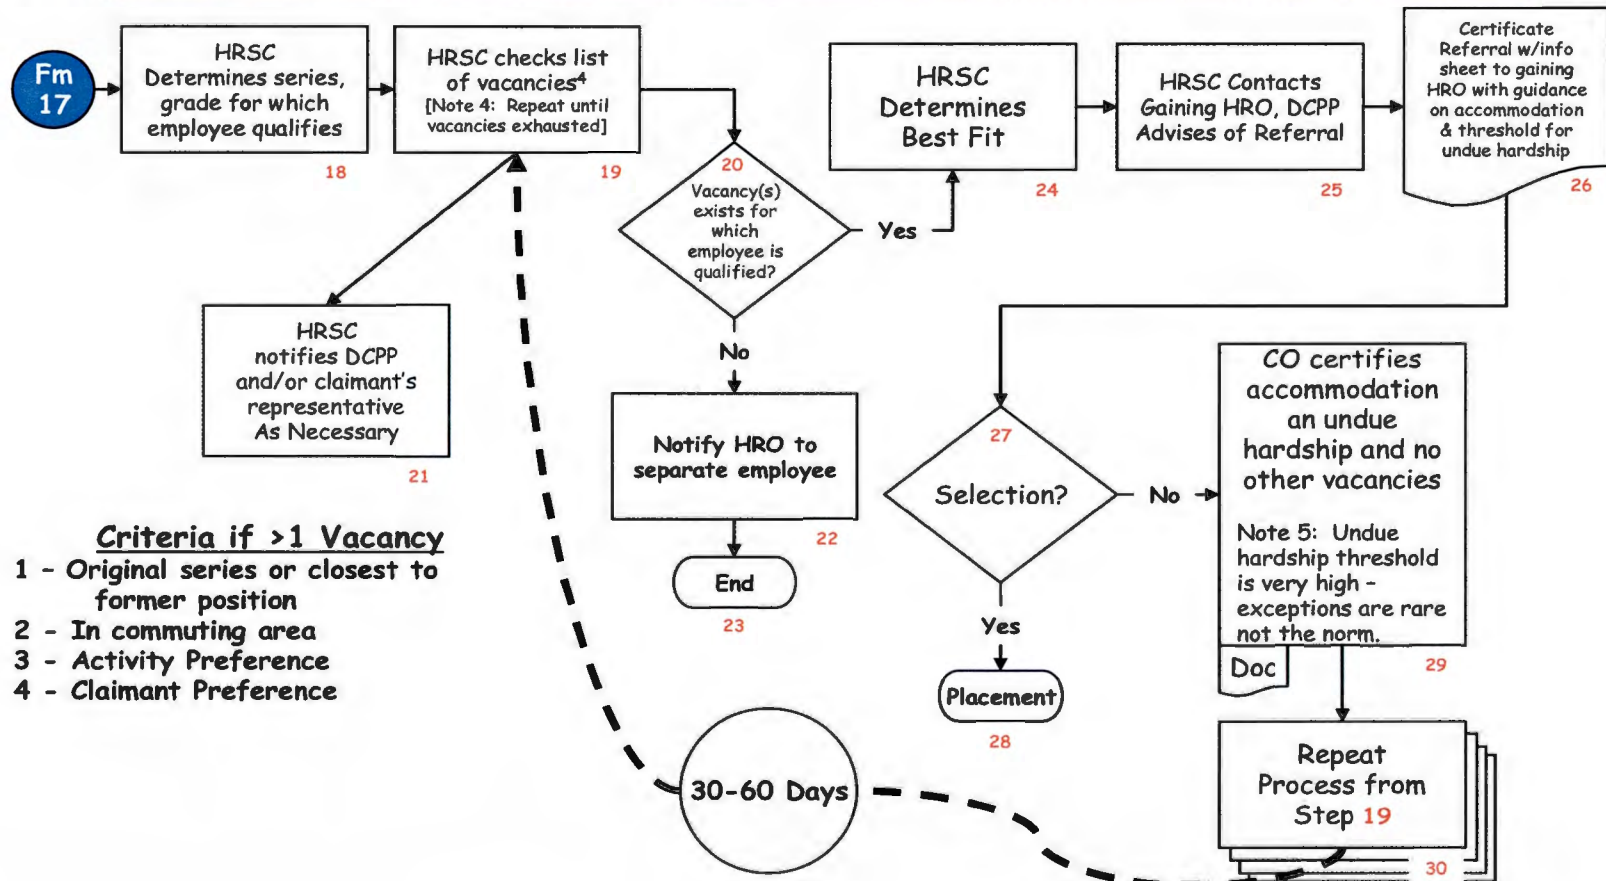 Fm
17
HRSC
Determines series,
grade for which
employee qualifies
18
HRSC checks list
of vacancies⁴
[Note 4: Repeat until
vacancies exhausted]
19
20
Vacancy(s)
exists for
which
employee is
qualified?
Yes
HRSC
Determines
Best Fit
24
HRSC Contacts
Gaining HRO, DCPP
Advises of Referral
25
Certificate
Referral w/info
sheet to gaining
HRO with guidance
on accommodation
& threshold for
undue hardship
26
HRSC
notifies DCPP
and/or claimant's
representative
As Necessary
21
No
Notify HRO to
separate employee
22
End
23
27
Selection?
No
Yes
Placement
28
CO certifies
accommodation
an undue
hardship and no
other vacancies
Note 5: Undue
hardship threshold
is very high -
exceptions are rare
not the norm.
29
Doc
Repeat
Process from
Step 19
30
30-60 Days
Criteria if >1 Vacancy
1 - Original series or closest to
former position
2 - In commuting area
3 - Activity Preference
4 - Claimant Preference